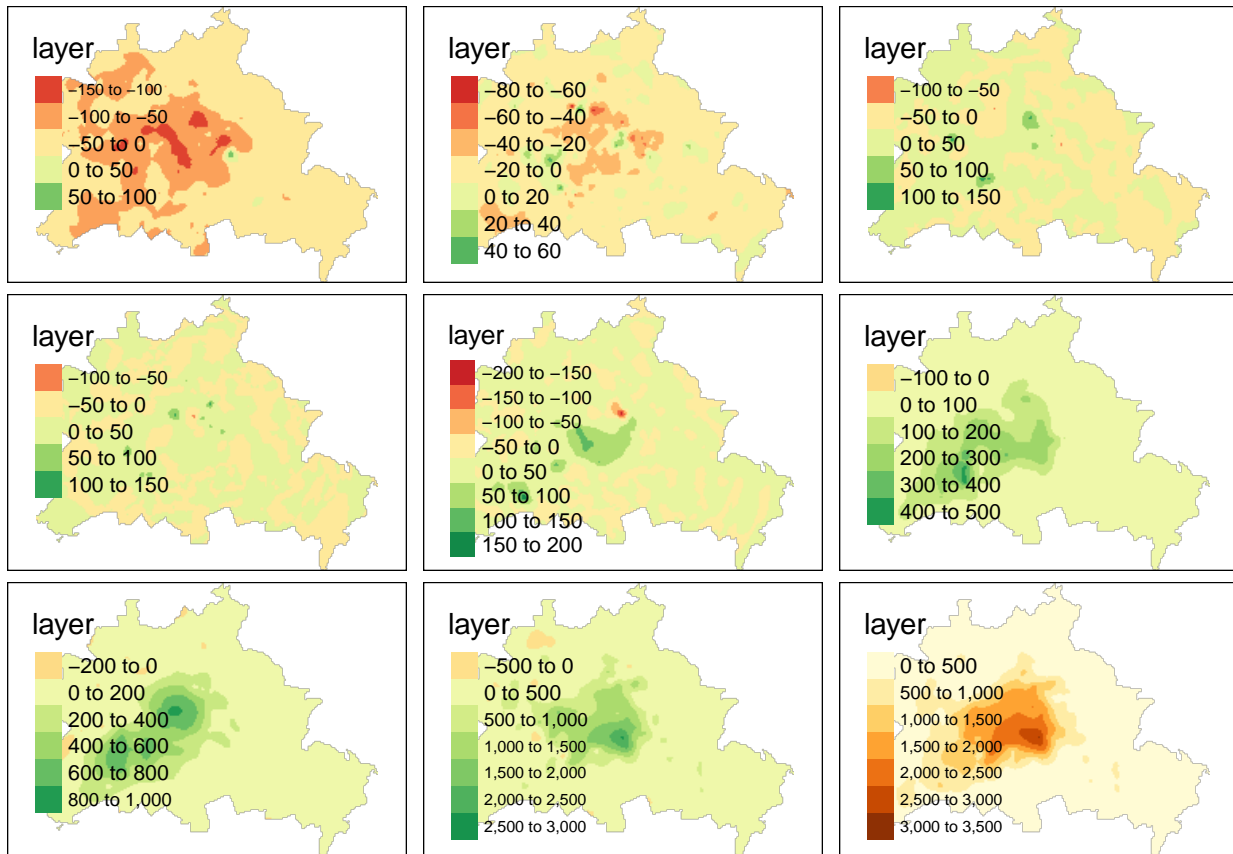 layer
−150 to −100
−100 to −50
−50 to 0
0 to 50
50 to 100
layer
−80 to −60
−60 to −40
−40 to −20
−20 to 0
0 to 20
20 to 40
40 to 60
layer
−100 to −50
−50 to 0
0 to 50
50 to 100
100 to 150
layer
−100 to −50
−50 to 0
0 to 50
50 to 100
100 to 150
layer
−200 to −150
−150 to −100
−100 to −50
−50 to 0
0 to 50
50 to 100
100 to 150
150 to 200
layer
−100 to 0
0 to 100
100 to 200
200 to 300
300 to 400
400 to 500
layer
−200 to 0
0 to 200
200 to 400
400 to 600
600 to 800
800 to 1,000
layer
−500 to 0
0 to 500
500 to 1,000
1,000 to 1,500
1,500 to 2,000
2,000 to 2,500
2,500 to 3,000
layer
0 to 500
500 to 1,000
1,000 to 1,500
1,500 to 2,000
2,000 to 2,500
2,500 to 3,000
3,000 to 3,500